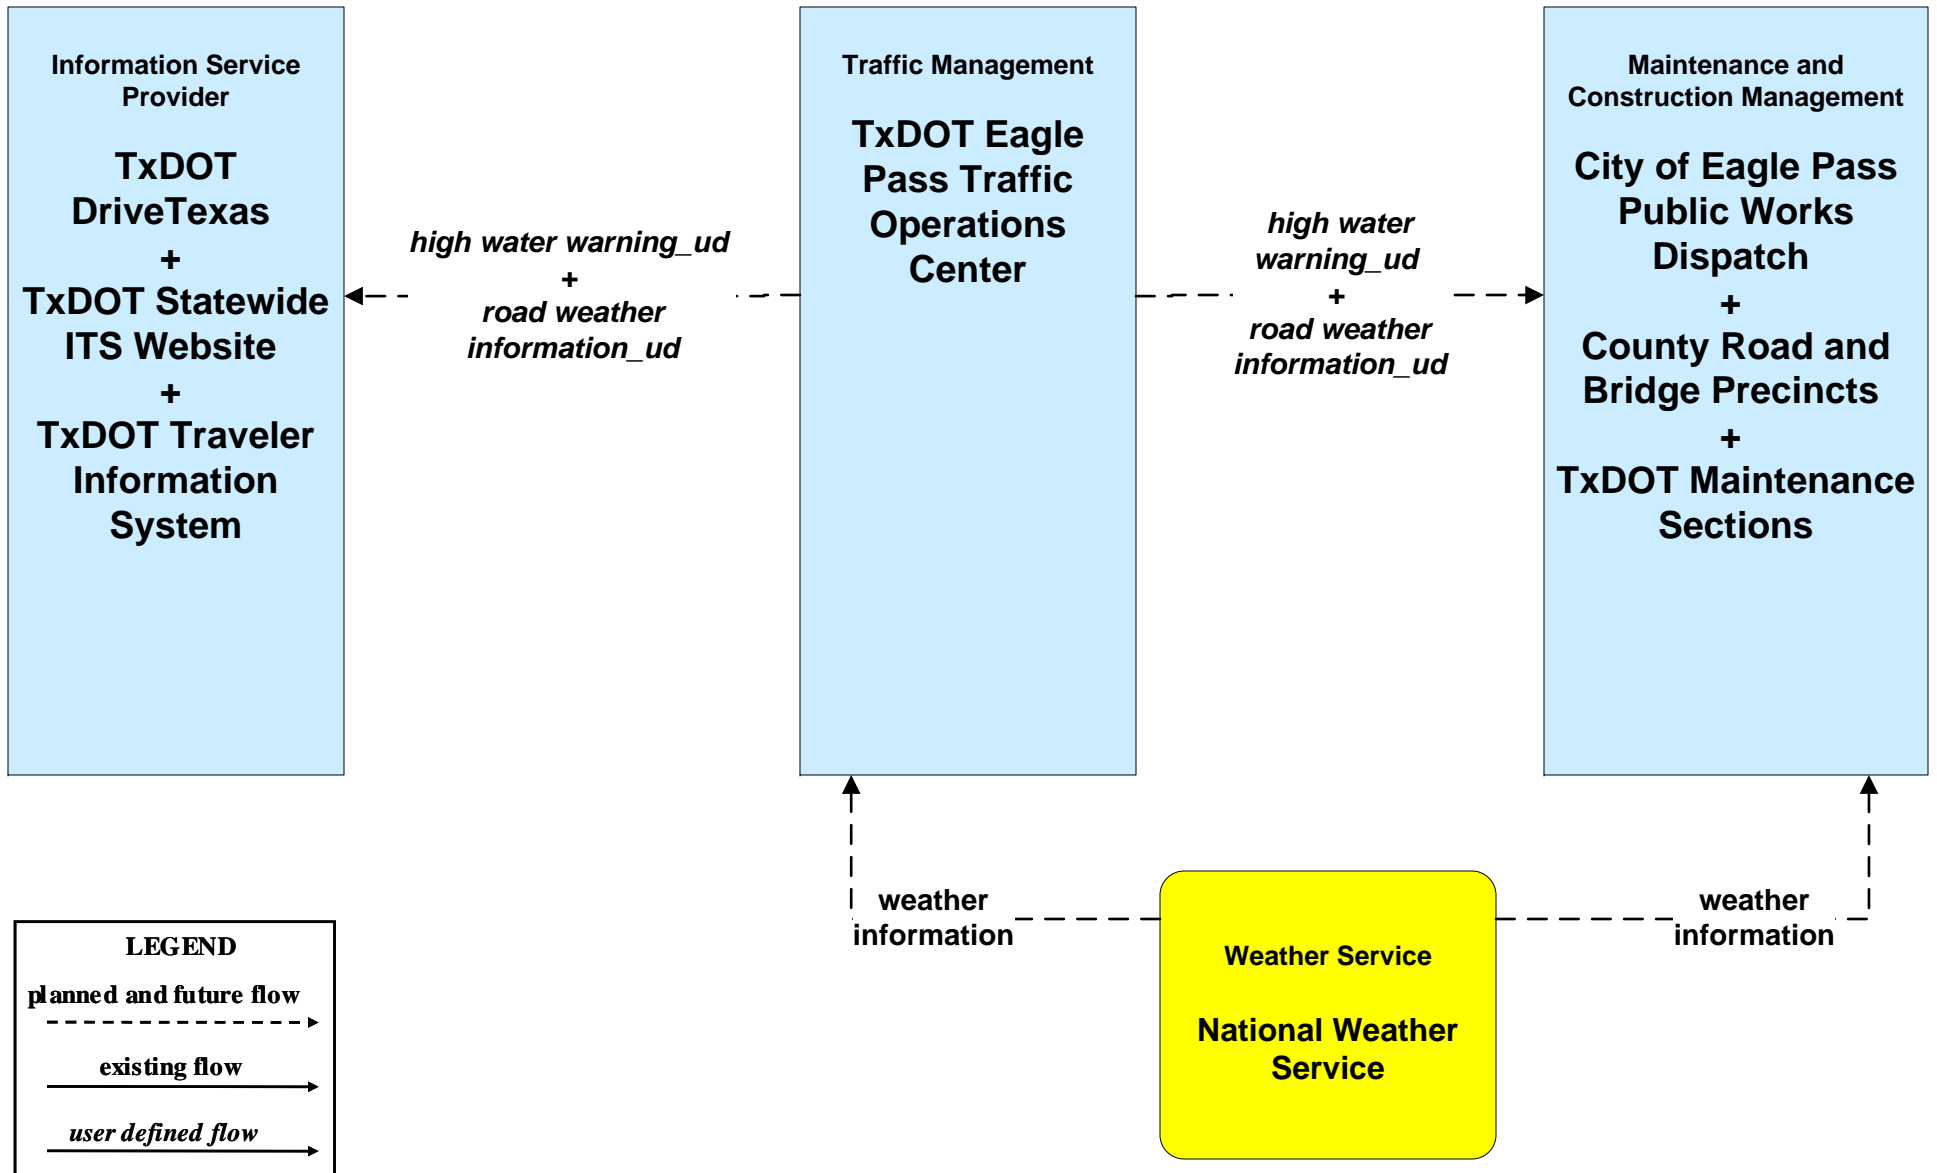 Information Service
Provider
TxDOT
DriveTexas
+
TxDOT Statewide
ITS Website
+
TxDOT Traveler
Information
System
high water warning_ud
+
road weather
information_ud
Traffic Management
TxDOT Eagle
Pass Traffic
Operations
Center
high water
warning_ud
+
road weather
information_ud
Maintenance and
Construction Management
City of Eagle Pass
Public Works
Dispatch
+
County Road and
Bridge Precincts
+
TxDOT Maintenance
Sections
weather
information
Weather Service
National Weather
Service
weather
information
LEGEND
planned and future flow
existing flow
user defined flow